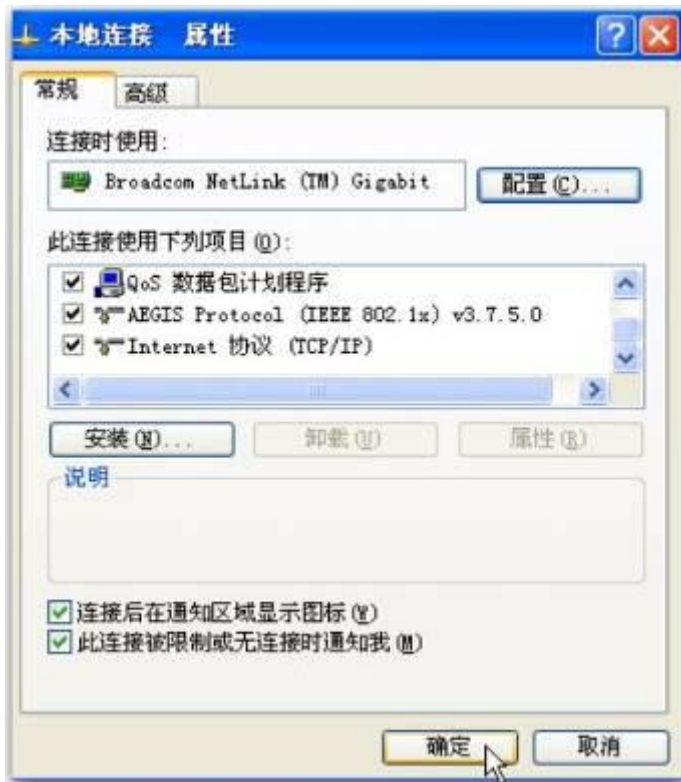 本地连接 属性
常规 高级
连接时使用:
Broadcom NetLink (TM) Gigabit 配置(C)...
此连接使用下列项目(O):
QoS 数据包计划程序
AEGIS Protocol (IEEE 802.1x) v3.7.5.0
Internet 协议 (TCP/IP)
安装(N)... 卸载(U) 属性(R)
说明
连接后在通知区域显示图标(W)
此连接被限制或无连接时通知我(M)
确定 取消